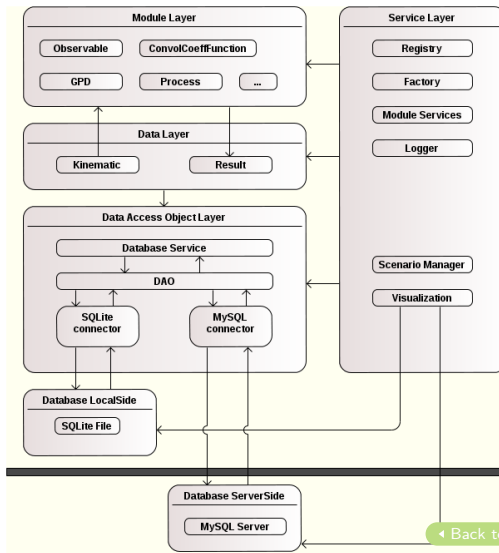 Module Layer
Observable
ConvolCoeffFunction
GPD
Process
...
Data Layer
Kinematic
Result
Data Access Object Layer
Database Service
DAO
SQLite
connector
MySQL
connector
Database LocalSide
SQLite File
Database ServerSide
MySQL Server
Service Layer
Registry
Factory
Module Services
Logger
Scenario Manager
Visualization
Back to